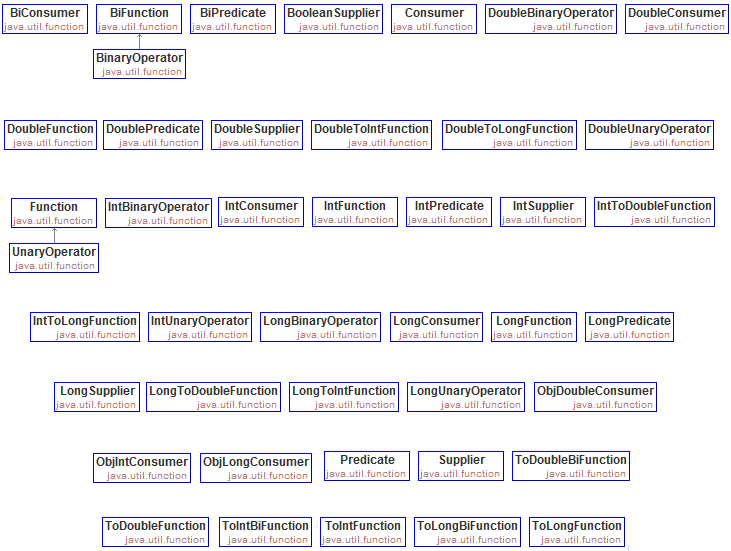 BiConsumer
java.util.function
BiFunction
java.util.function
BiPredicate
java.util.function
BooleanSupplier
java.util.function
Consumer
java.util.function
DoubleBinaryOperator
java.util.function
DoubleConsumer
java.util.function
BinaryOperator
java.util.function
DoubleFunction
java.util.function
DoublePredicate
java.util.function
DoubleSupplier
java.util.function
DoubleToIntFunction
java.util.function
DoubleToLongFunction
java.util.function
DoubleUnaryOperator
java.util.function
Function
java.util.function
IntBinaryOperator
java.util.function
IntConsumer
java.util.function
IntFunction
java.util.function
IntPredicate
java.util.function
IntSupplier
java.util.function
IntToDoubleFunction
java.util.function
UnaryOperator
java.util.function
IntToLongFunction
java.util.function
IntUnaryOperator
java.util.function
LongBinaryOperator
java.util.function
LongConsumer
java.util.function
LongFunction
java.util.function
LongPredicate
java.util.function
LongSupplier
java.util.function
LongToDoubleFunction
java.util.function
LongToIntFunction
java.util.function
LongUnaryOperator
java.util.function
ObjDoubleConsumer
java.util.function
ObjIntConsumer
java.util.function
ObjLongConsumer
java.util.function
Predicate
java.util.function
Supplier
java.util.function
ToDoubleBiFunction
java.util.function
ToDoubleFunction
java.util.function
ToIntBiFunction
java.util.function
ToIntFunction
java.util.function
ToLongBiFunction
java.util.function
ToLongFunction
java.util.function